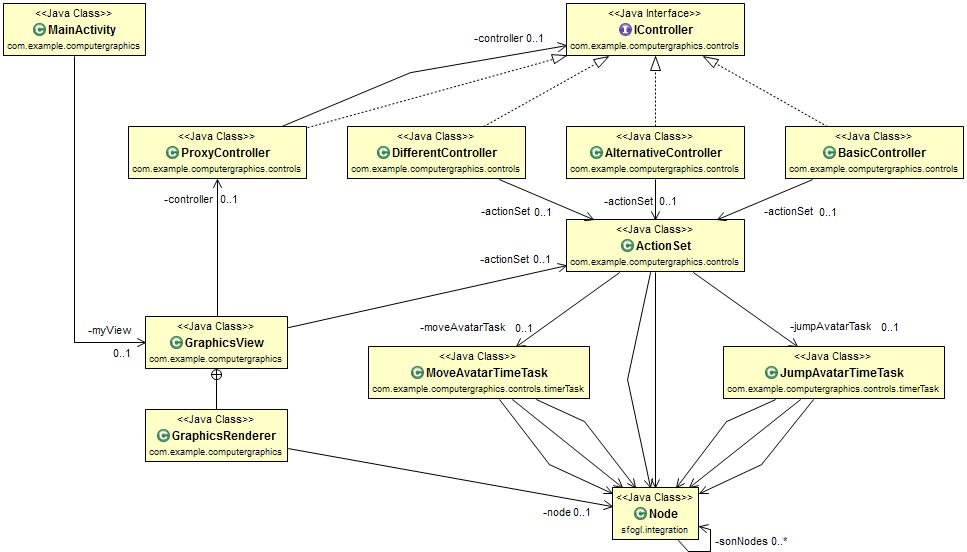 <<Java Class>>
MainActivity
com.example.computergraphics
<<Java Interface>>
IController
com.example.computergraphics.controls
-controller 0..1
<<Java Class>>
ProxyController
com.example.computergraphics.controls
<<Java Class>>
DifferentController
com.example.computergraphics.controls
<<Java Class>>
AlternativeController
com.example.computergraphics.controls
<<Java Class>>
BasicController
com.example.computergraphics.controls
-controller 0..1
-actionSet 0..1
-actionSet 0..1
-actionSet 0..1
<<Java Class>>
ActionSet
com.example.computergraphics.controls
-actionSet 0..1
-myView
0..1
<<Java Class>>
GraphicsView
com.example.computergraphics
-moveAvatarTask 0..1
-jumpAvatarTask 0..1
<<Java Class>>
MoveAvatarTimeTask
com.example.computergraphics.controls.timerTask
<<Java Class>>
JumpAvatarTimeTask
com.example.computergraphics.controls.timerTask
<<Java Class>>
GraphicsRenderer
com.example.computergraphics
-node 0..1
<<Java Class>>
Node
sfogl.integration
-sonNodes 0..*